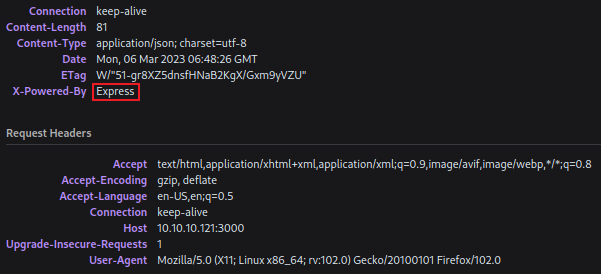 Connection keep-alive
Content-Length 81
Content-Type application/json; charset=utf-8
Date Mon, 06 Mar 2023 06:48:26 GMT
ETag W/"51-gr8XZ5dnsfHNaB2KgX/Gxm9yVZU"
X-Powered-By Express
Request Headers
Accept text/html,application/xhtml+xml,application/xml;q=0.9,image/avif,image/webp,*/*;q=0.8
Accept-Encoding gzip, deflate
Accept-Language en-US,en;q=0.5
Connection keep-alive
Host 10.10.10.121:3000
Upgrade-Insecure-Requests 1
User-Agent Mozilla/5.0 (X11; Linux x86_64; rv:102.0) Gecko/20100101 Firefox/102.0